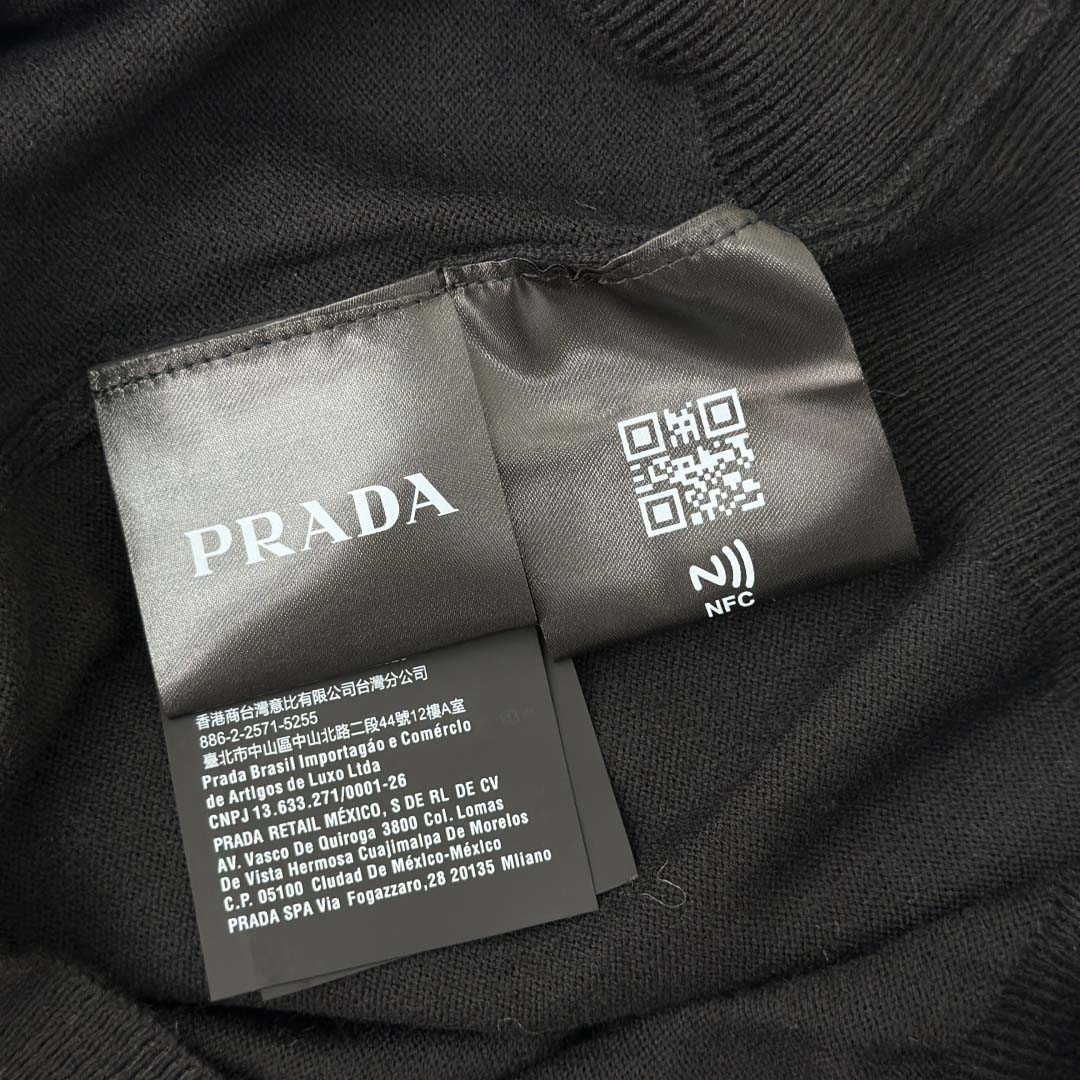 PRADA
NFC
香港商台灣意比有限公司台灣分公司
886-2-2571-5255
臺北市中山區中山北路二段44號12樓A室
Prada Brasil Importagáo e Comércio
de Artigos de Luxo Ltda
CNPJ 13.633.271/0001-26
PRADA RETAIL MÉXICO, S DE RL DE CV
AV. Vasco De Quiroga 3800 Col. Lomas
De Vista Hermosa Cuajimalpa De Morelos
C.P. 05100 Ciudad De México-México
PRADA SPA Via Fogazzaro,28 20135 Mliano